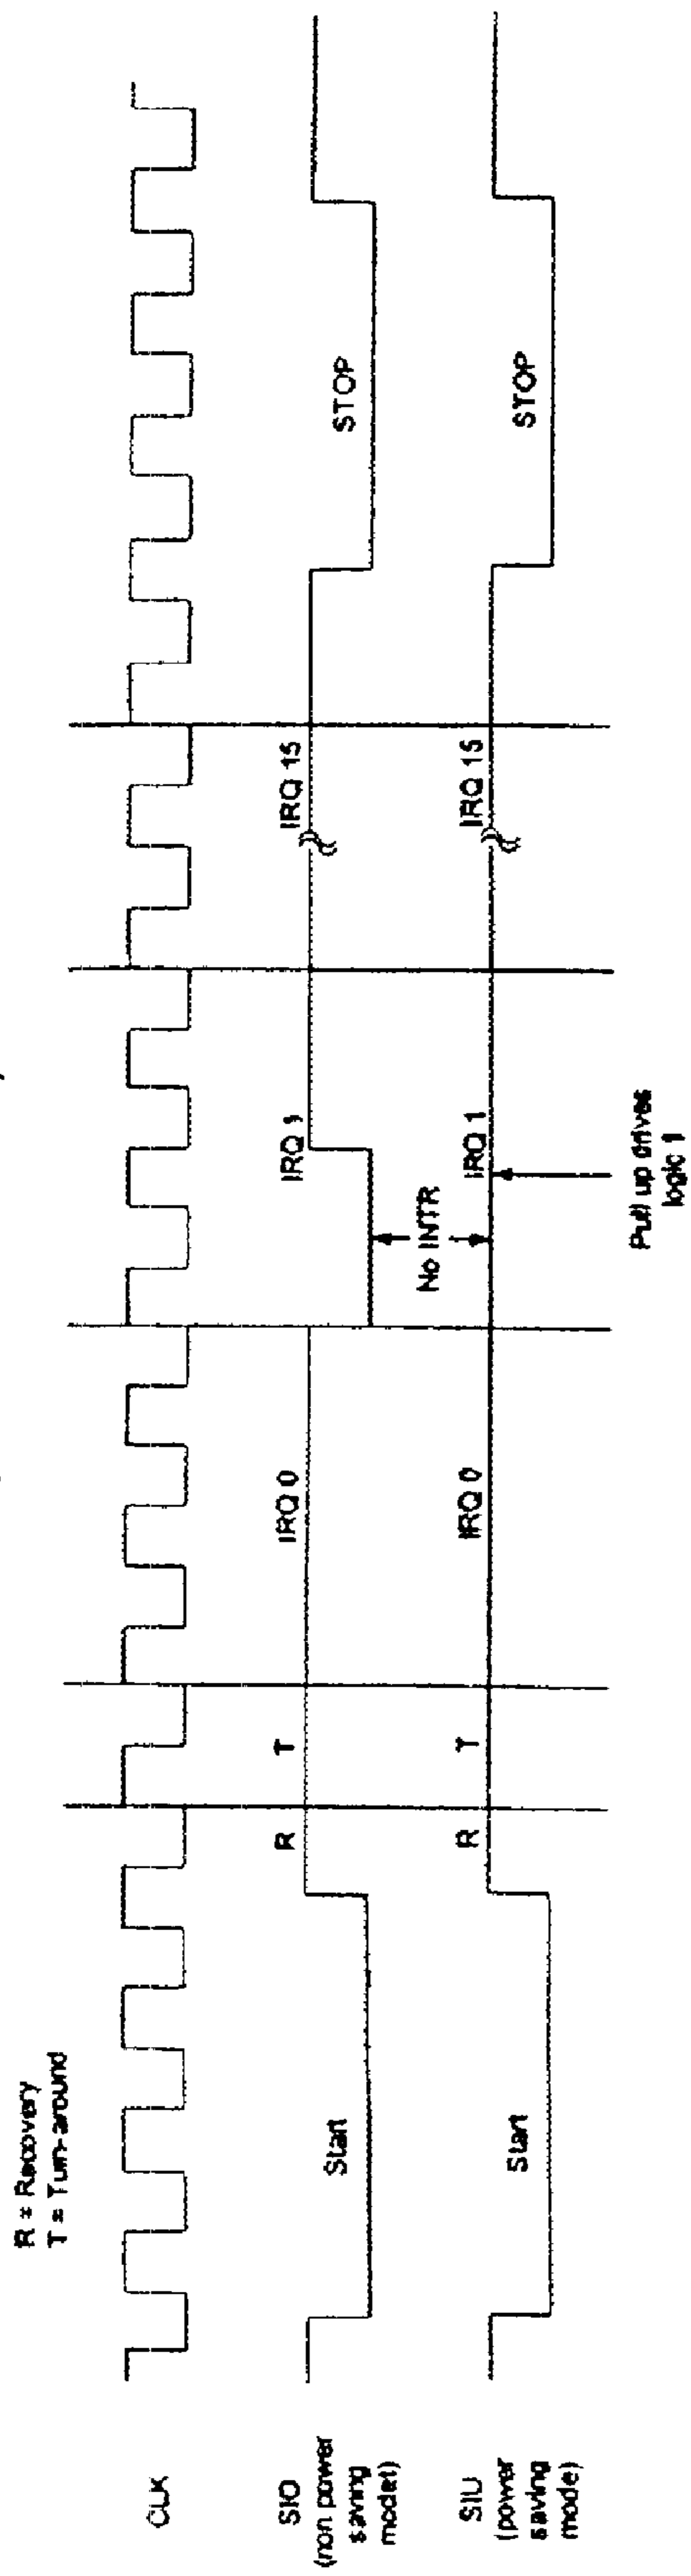 R = Recovery
T = Turn-around
CLK
SIO
(non power
saving
model)
Start
R
T
IRQ 0
IRQ 1
IRQ 15
STOP
No INTR
SIU
(power
saving
mode)
Start
R
T
IRQ 0
IRQ 1
IRQ 15
STOP
Pull up drives
logic 1